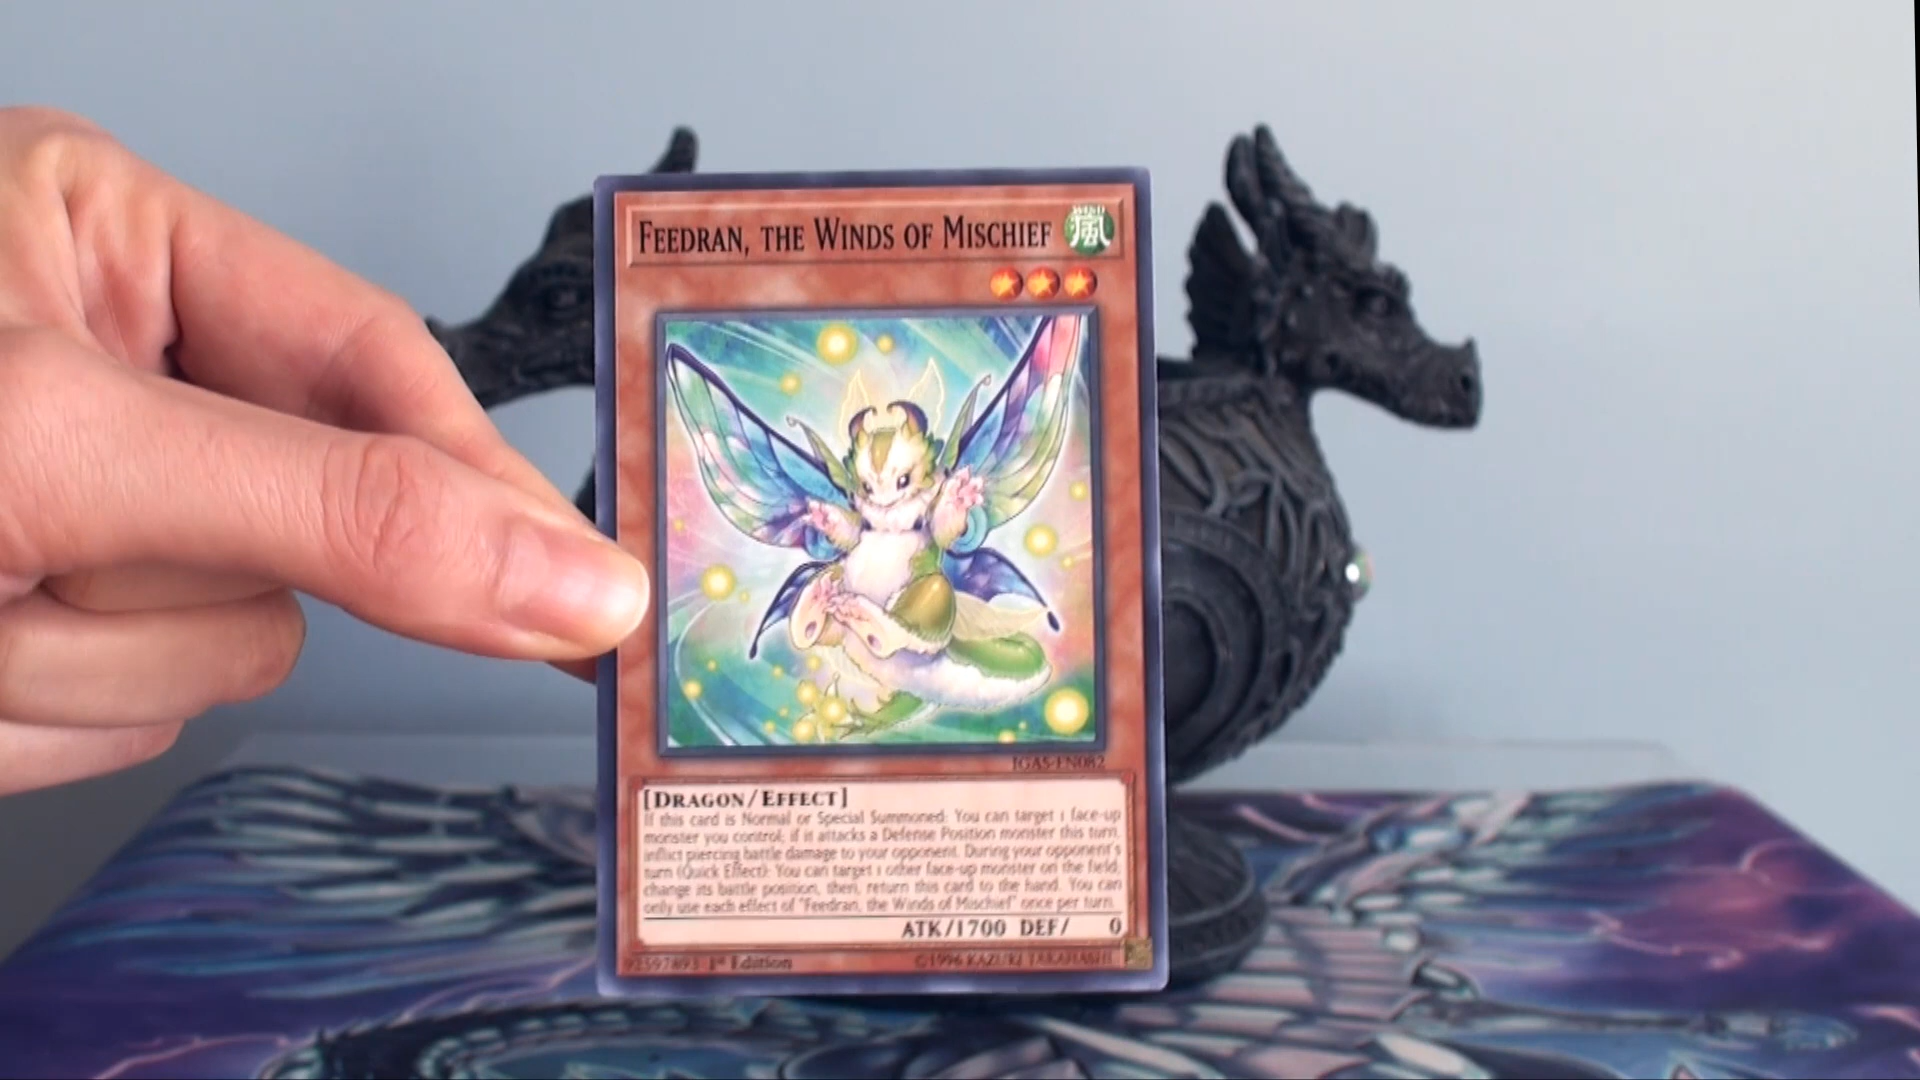 FEEDRAN, THE WINDS OF MISCHIEF
WIND
風
IGAS-EN082
[DRAGON/EFFECT]
If this card is Normal or Special Summoned: You can target 1 face-up
monster you control; if it attacks a Defense Position monster this turn,
inflict piercing battle damage to your opponent. During your opponent's
turn (Quick Effect): You can target 1 other face-up monster on the field;
change its battle position, then, return this card to the hand. You can
only use each effect of "Feedran, the Winds of Mischief" once per turn.
ATK/1700 DEF/ 0
92597893 1st Edition
©1996 KAZUKI TAKAHASHI